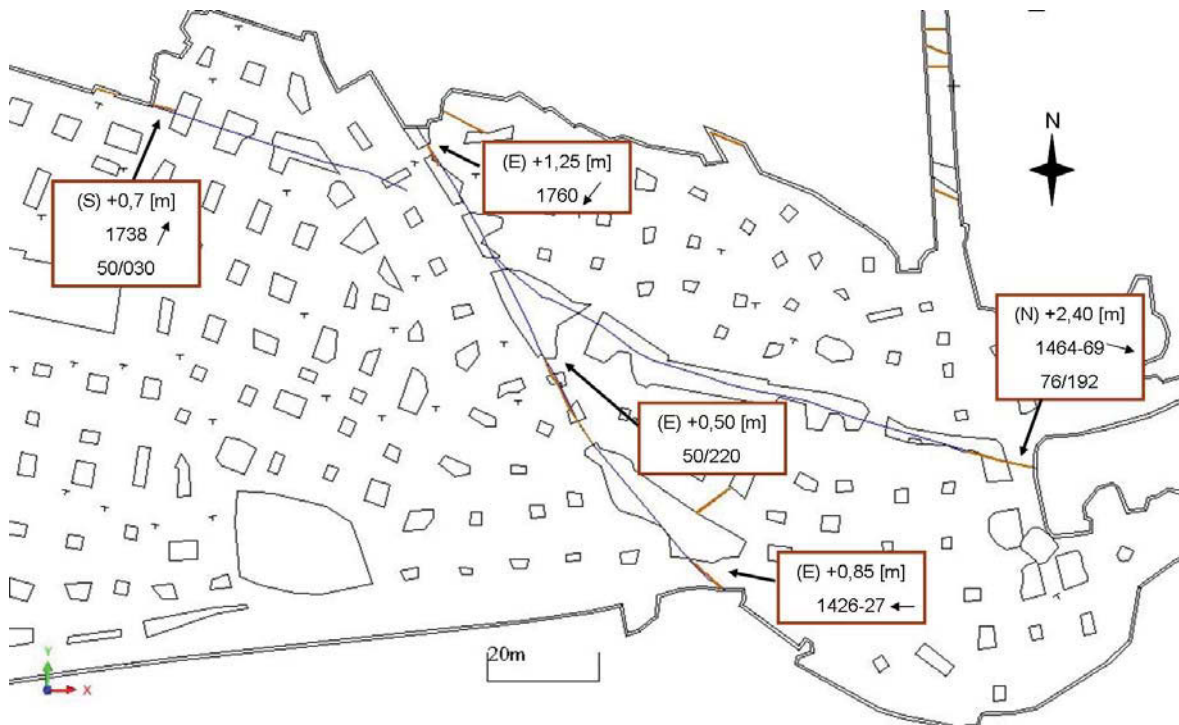 N
(E) +1,25 [m]
1760
(S) +0,7 [m]
1738
50/030
(N) +2,40 [m]
1464-69
76/192
(E) +0,50 [m]
50/220
(E) +0,85 [m]
1426-27
20m
Y
X